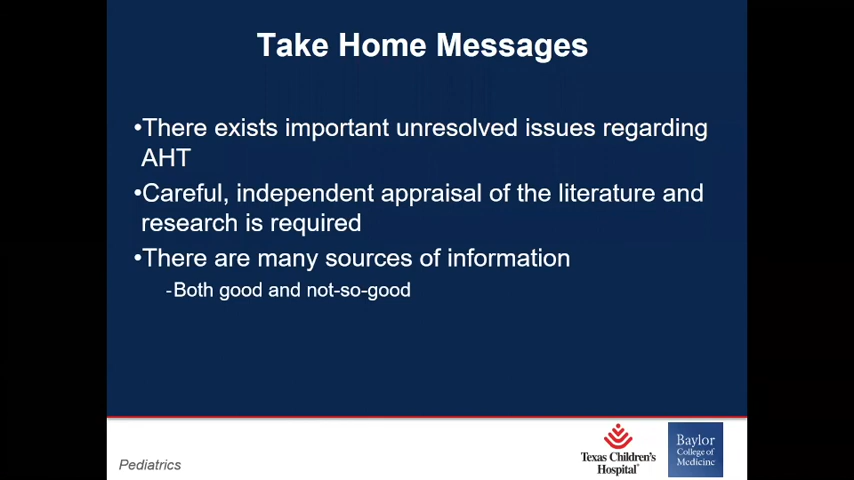 Take Home Messages
•There exists important unresolved issues regarding
AHT
•Careful, independent appraisal of the literature and
research is required
•There are many sources of information
-Both good and not-so-good
Pediatrics
Texas Children's
Hospital®
Baylor
College of
Medicine